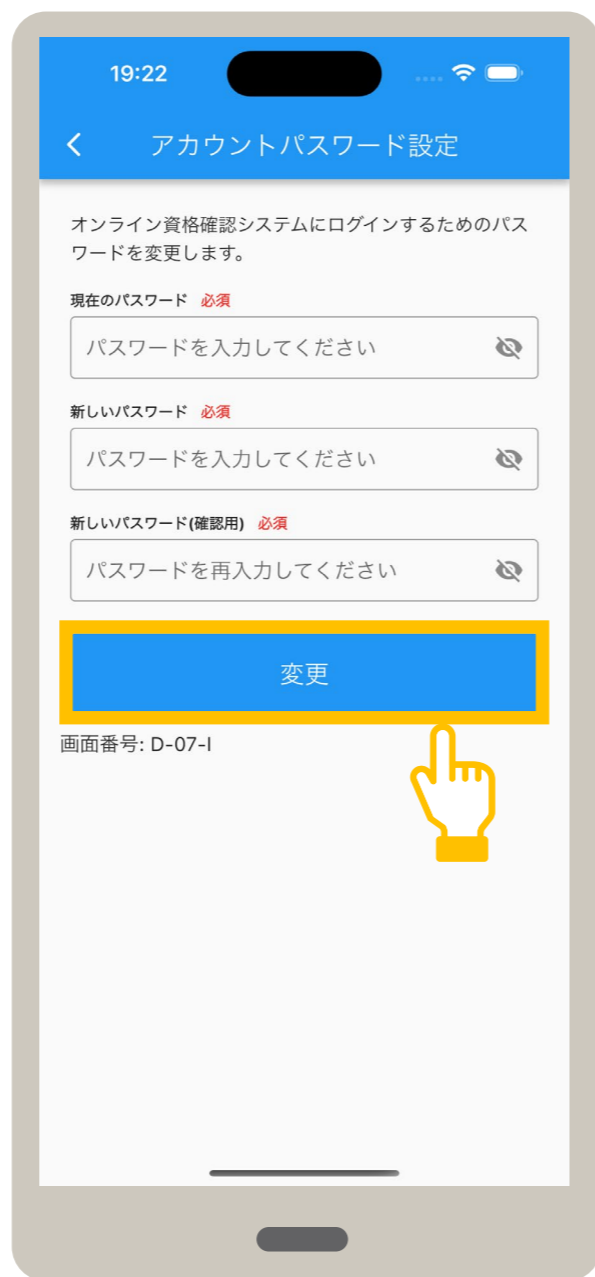 19:22
アカウントパスワード設定
オンライン資格確認システムにログインするためのパス
ワードを変更します。
現在のパスワード 必須
パスワードを入力してください
新しいパスワード 必須
パスワードを入力してください
新しいパスワード(確認用) 必須
パスワードを再入力してください
変更
画面番号: D-07-I